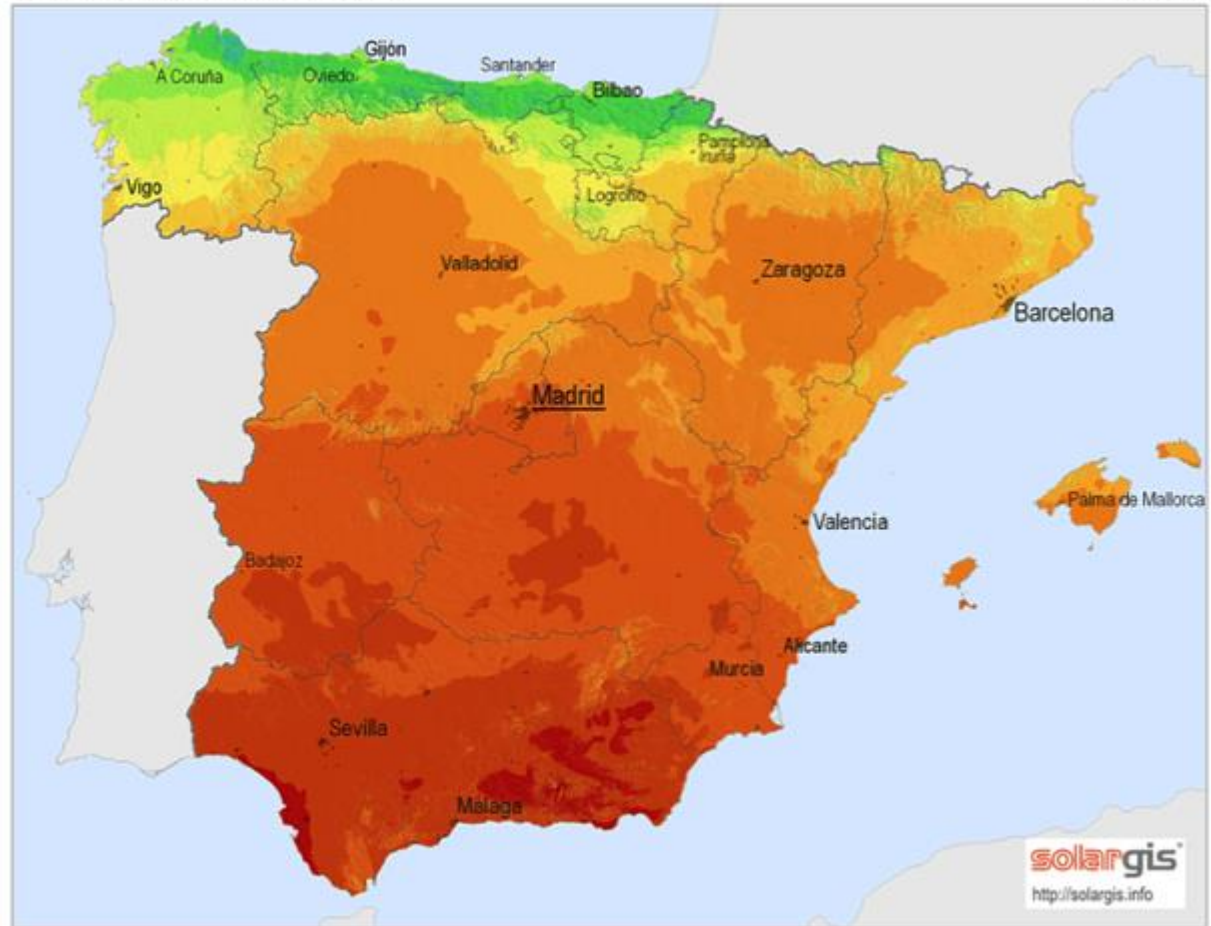 Gijón
A Coruña
Oviedo
Santander
Bilbao
Pamplona
Iruña
Vigo
Logroño
Valladolid
Zaragoza
Barcelona
Madrid
Palma de Mallorca
Valencia
Badajoz
Alicante
Murcia
Sevilla
Malaga
solargis
http://solargis.info